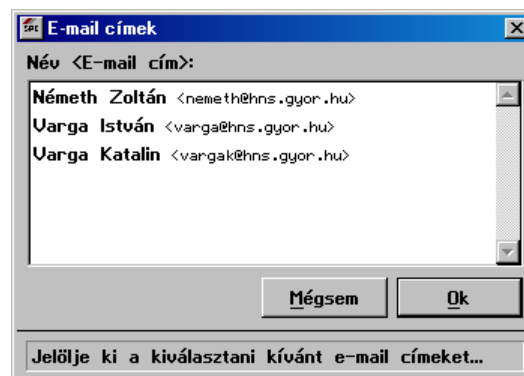 E-mail címek
Név <E-mail cím>:
Németh Zoltán <nemeth@hns.gyor.hu>
Varga István <varga@hns.gyor.hu>
Varga Katalin <vargak@hns.gyor.hu>
Mégsem Ok
Jelölje ki a kiválasztani kívánt e-mail címeket...